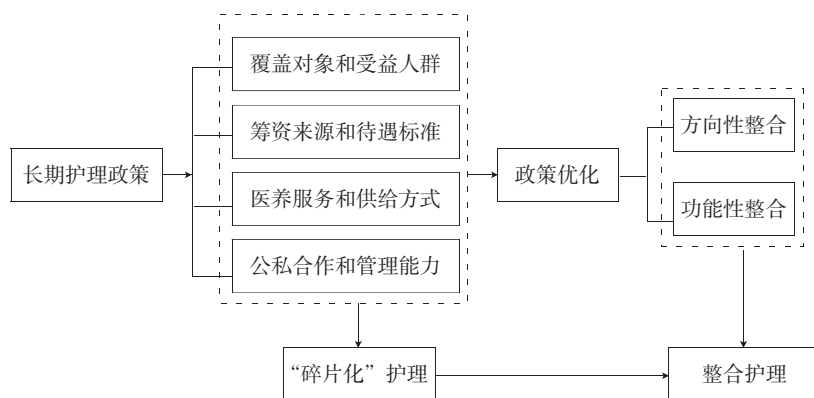 长期护理政策
覆盖对象和受益人群
筹资来源和待遇标准
医养服务和供给方式
公私合作和管理能力
政策优化
方向性整合
功能性整合
“碎片化”护理
整合护理